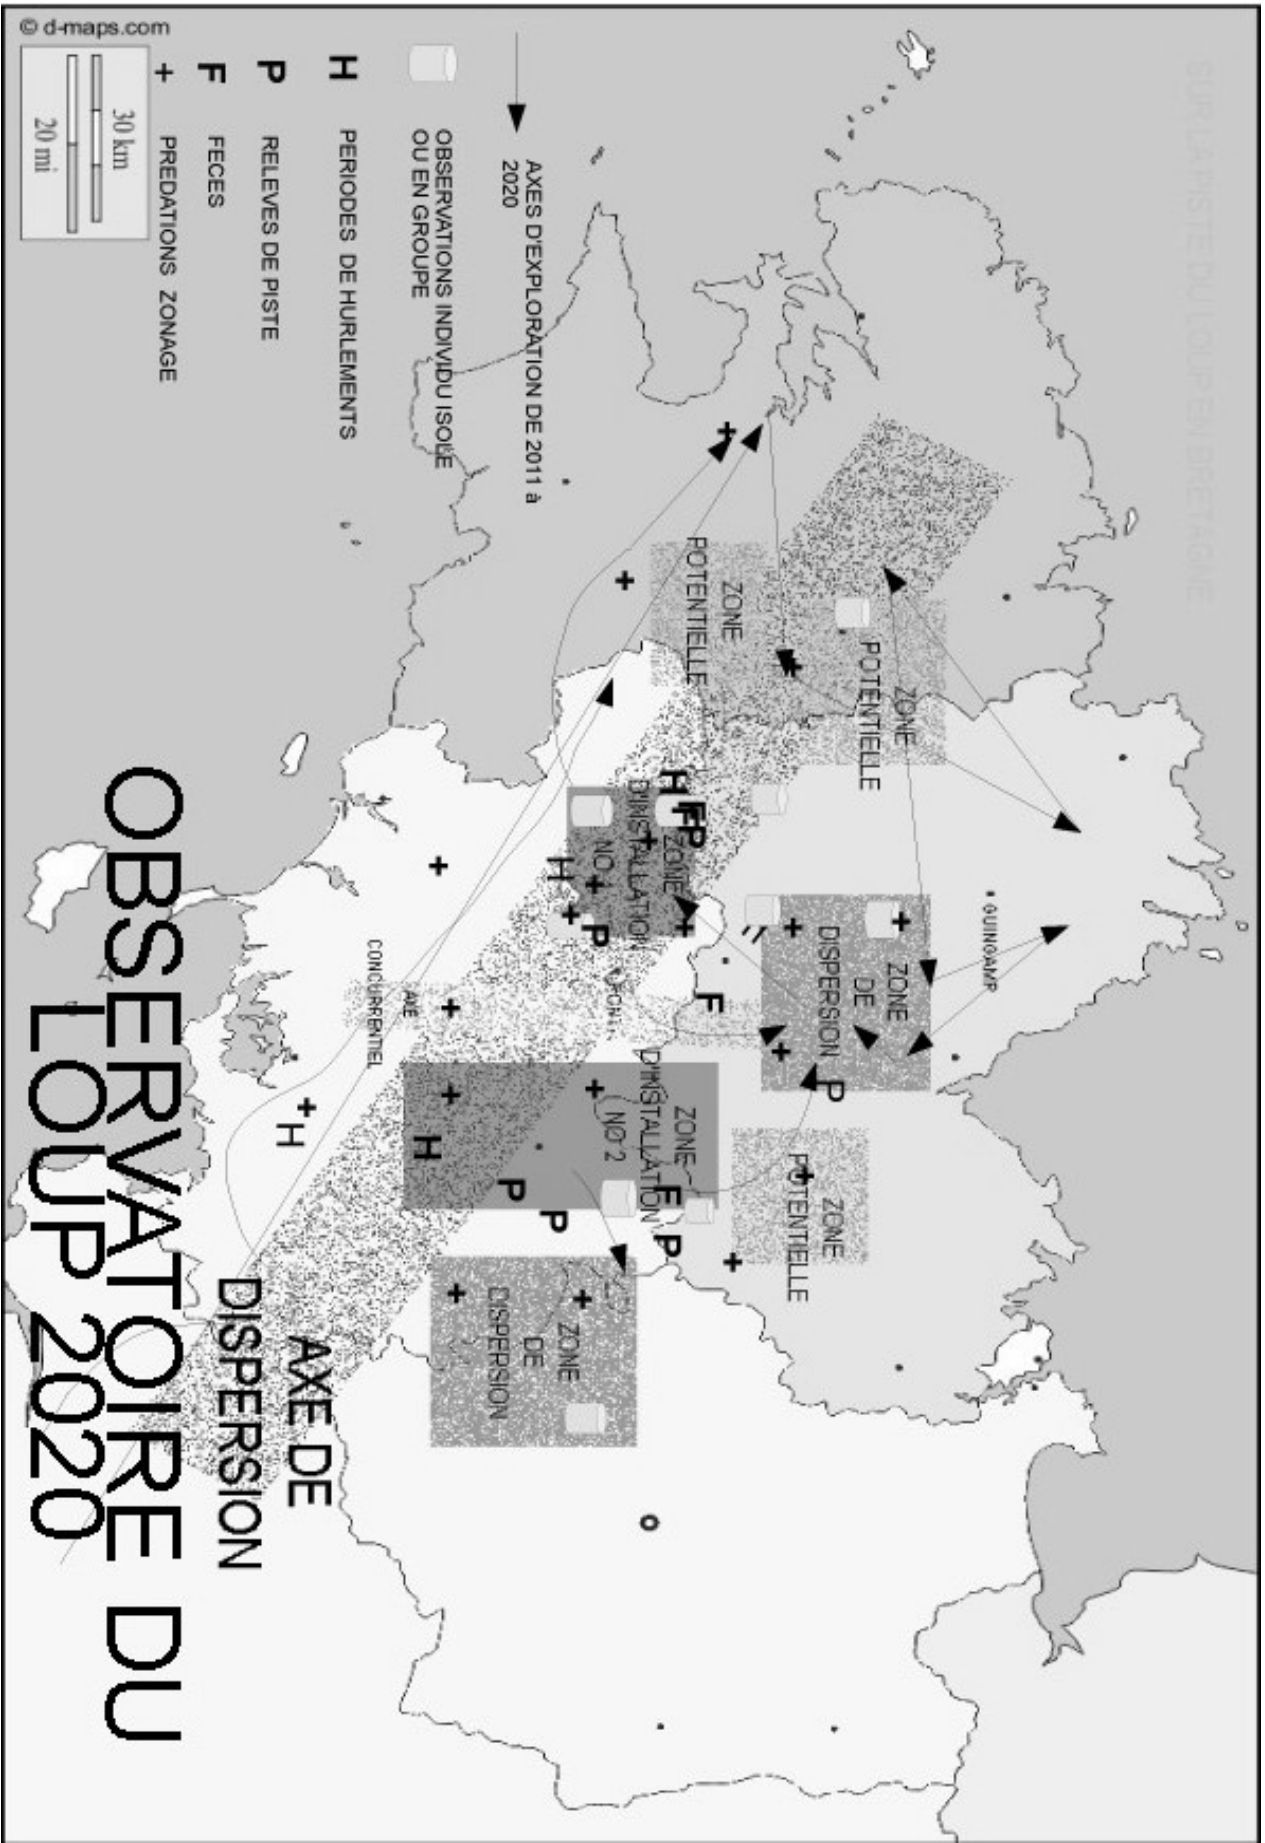 SUR LA PISTE DU LOUP EN BRETAGNE
AXES D'EXPLORATION DE 2011 à
2020
OBSERVATIONS INDIVIDU ISOLE
OU EN GROUPE
H PERIODES DE HURLEMENTS
P RELEVES DE PISTE
F FECES
+ PREDATIONS ZONAGE
30 km
20 mi
© d-maps.com
GUINGAMP
ZONE
POTENTIELLE
ZONE
POTENTIELLE
ZONE
DE
DISPERSION
P
ZONE
POTENTIELLE
H
F
P
ZONE
D'INSTALLATION
NO 1
H
P
F
ZONE
D'INSTALLATION
NO 2
F
P
H
P
P
AXE
CONCURRENTIEL
H
ZONE
DE
DISPERSION
AXE DE
DISPERSION
OBSERVATOIRE DU
LOUP 2020